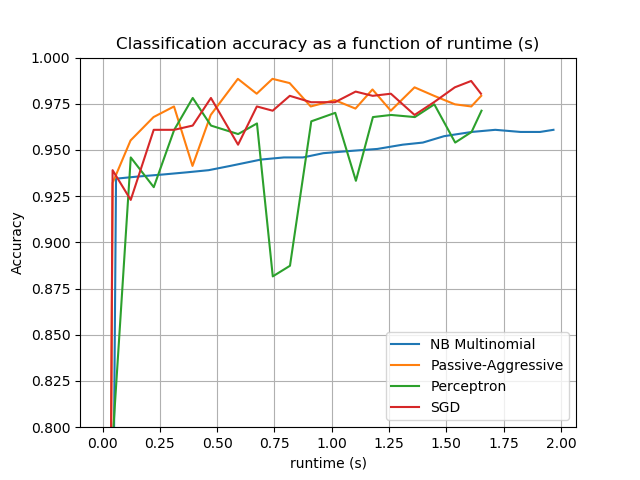 Classification accuracy as a function of runtime (s)
1.000
0.975
0.950
0.925
0.900
0.875
0.850
0.825
0.800
Accuracy
NB Multinomial
Passive-Aggressive
Perceptron
SGD
0.00 0.25 0.50 0.75 1.00 1.25 1.50 1.75 2.00
runtime (s)